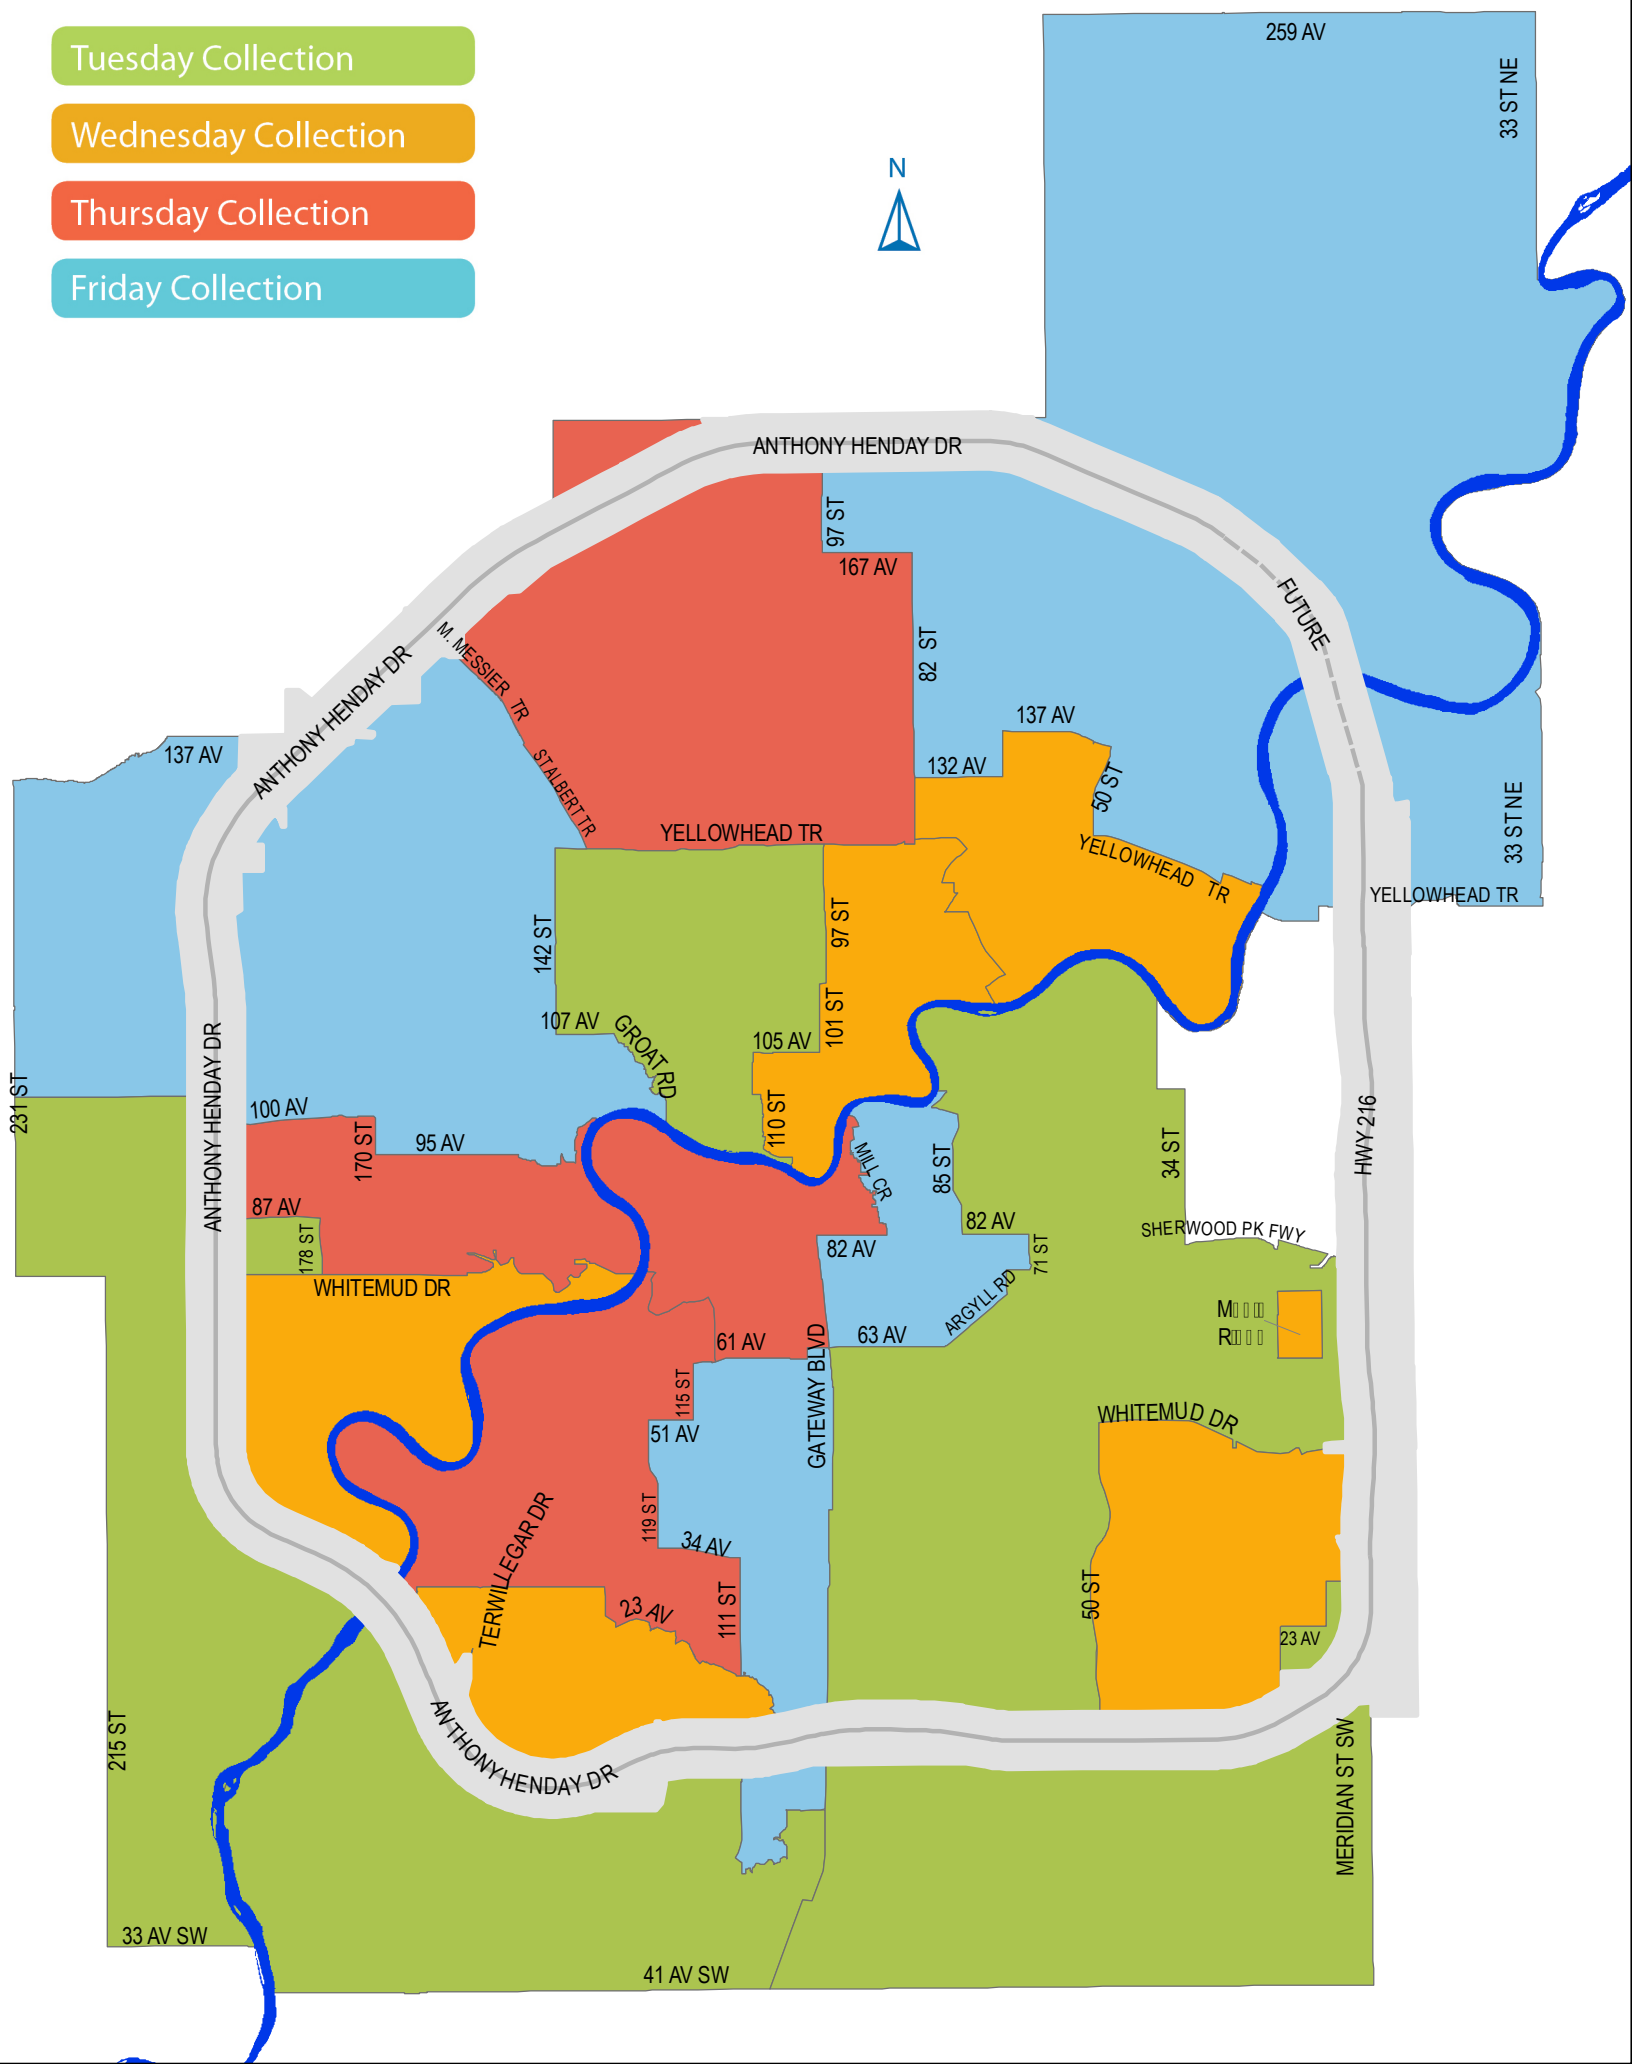 Tuesday Collection
Wednesday Collection
Thursday Collection
Friday Collection
N
259 AV
33 ST NE
ANTHONY HENDAY DR
97 ST
167 AV
FUTURE
82 ST
M. MESSIER TR
ANTHONY HENDAY DR
137 AV
137 AV
132 AV
50 ST
STALBERT TR
YELLOWHEAD TR
YELLOWHEAD TR
33 ST NE
YELLOWHEAD TR
142 ST
97 ST
107 AV
GROAT RD
105 AV
101 ST
ANTHONY HENDAY DR
231 ST
100 AV
170 ST
95 AV
110 ST
MILL CR
85 ST
34 ST
HWY 216
87 AV
178 ST
82 AV
82 AV
71 ST
SHERWOOD PK FWY
WHITEMUD DR
ARGYLL RD
M
R
61 AV
63 AV
GATEWAY BLVD
115 ST
51 AV
WHITEMUD DR
119 ST
34 AV
TERWILLEGAR DR
23 AV
111 ST
50 ST
23 AV
215 ST
ANTHONY HENDAY DR
MERIDIAN ST SW
33 AV SW
41 AV SW